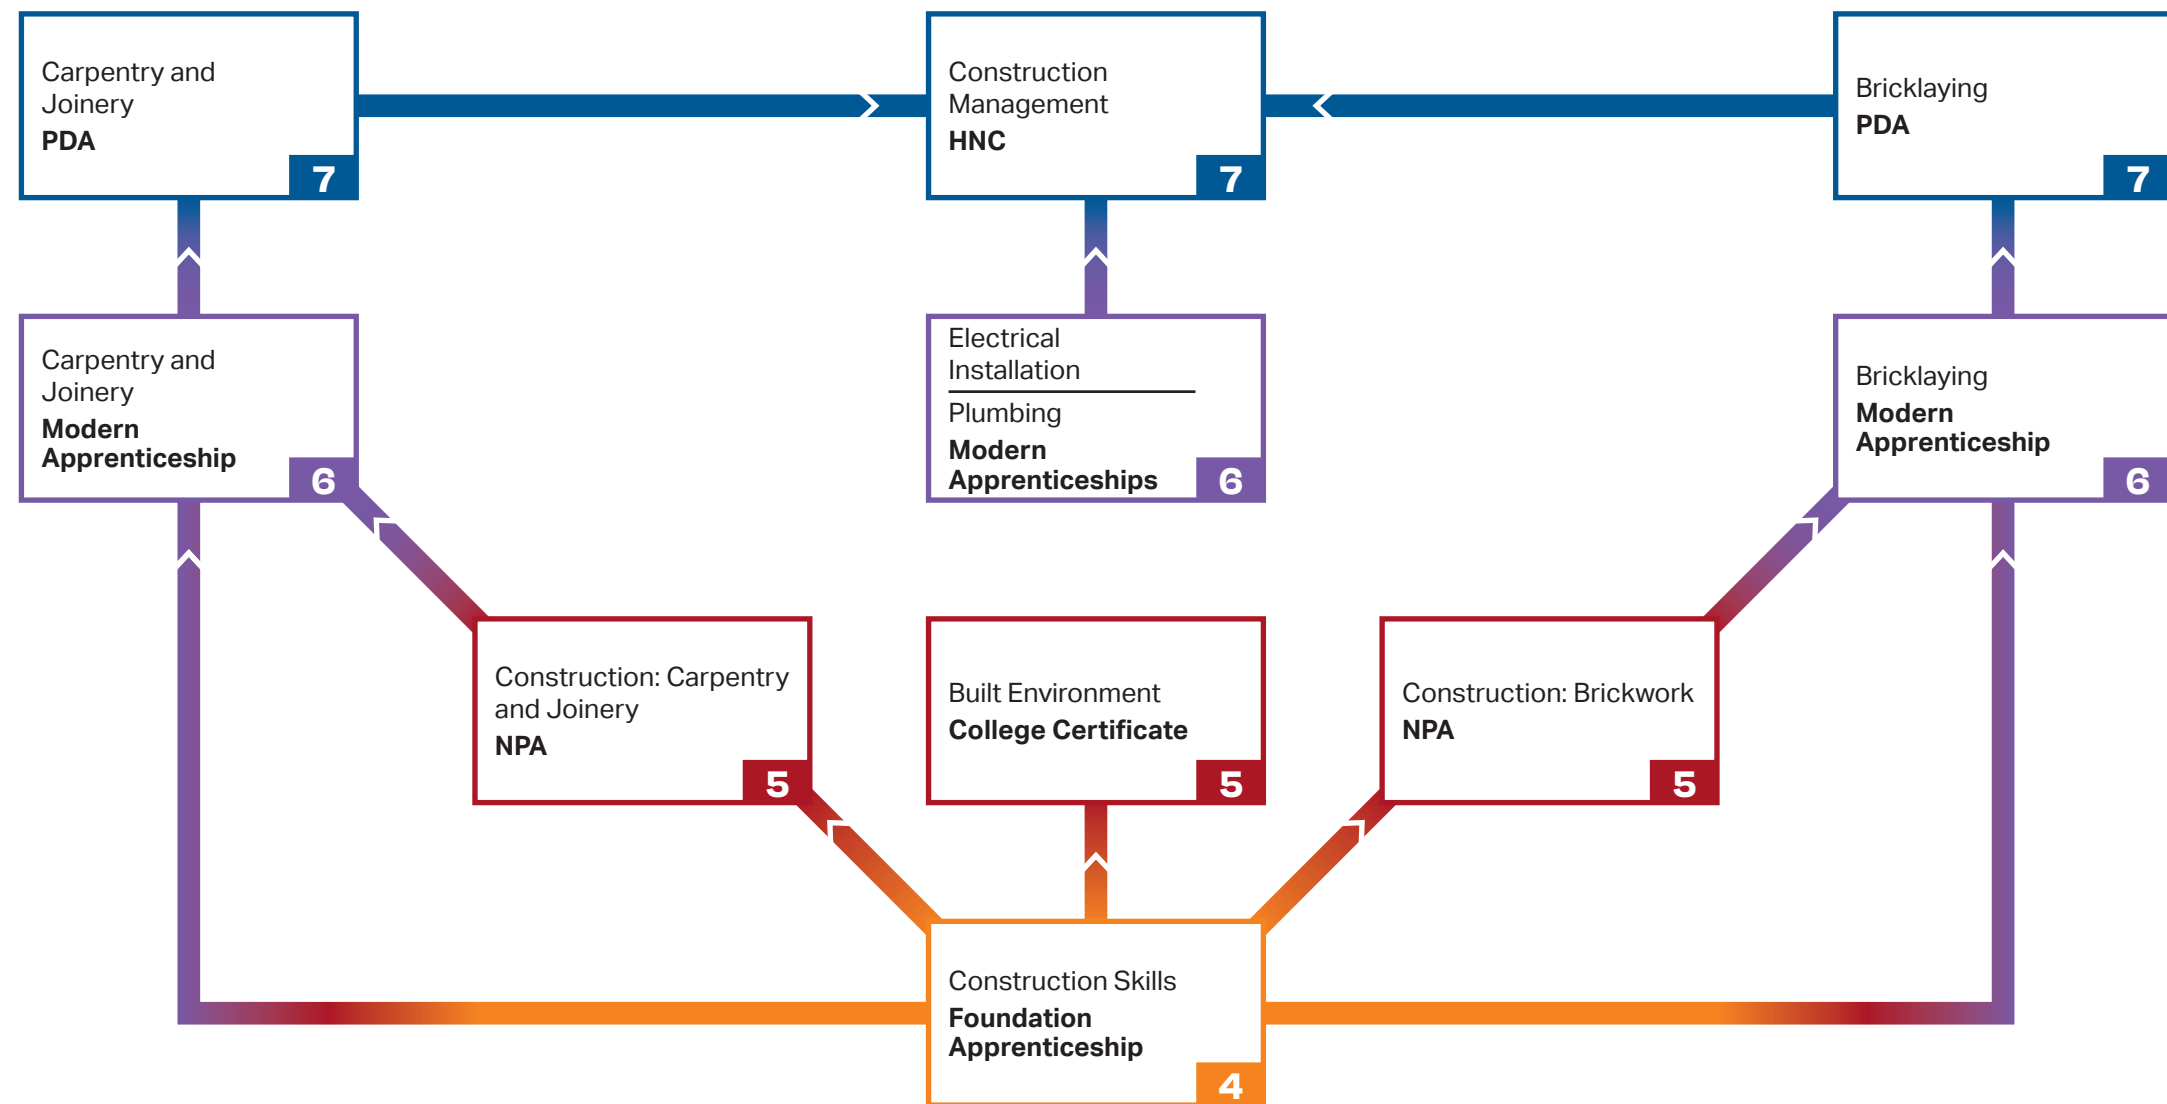 Carpentry and
Joinery
PDA
7
Construction
Management
HNC
7
Bricklaying
PDA
7
Carpentry and
Joinery
Modern
Apprenticeship
6
Electrical
Installation
Plumbing
Modern
Apprenticeships
6
Bricklaying
Modern
Apprenticeship
6
Construction: Carpentry
and Joinery
NPA
5
Built Environment
College Certificate
5
Construction: Brickwork
NPA
5
Construction Skills
Foundation
Apprenticeship
4